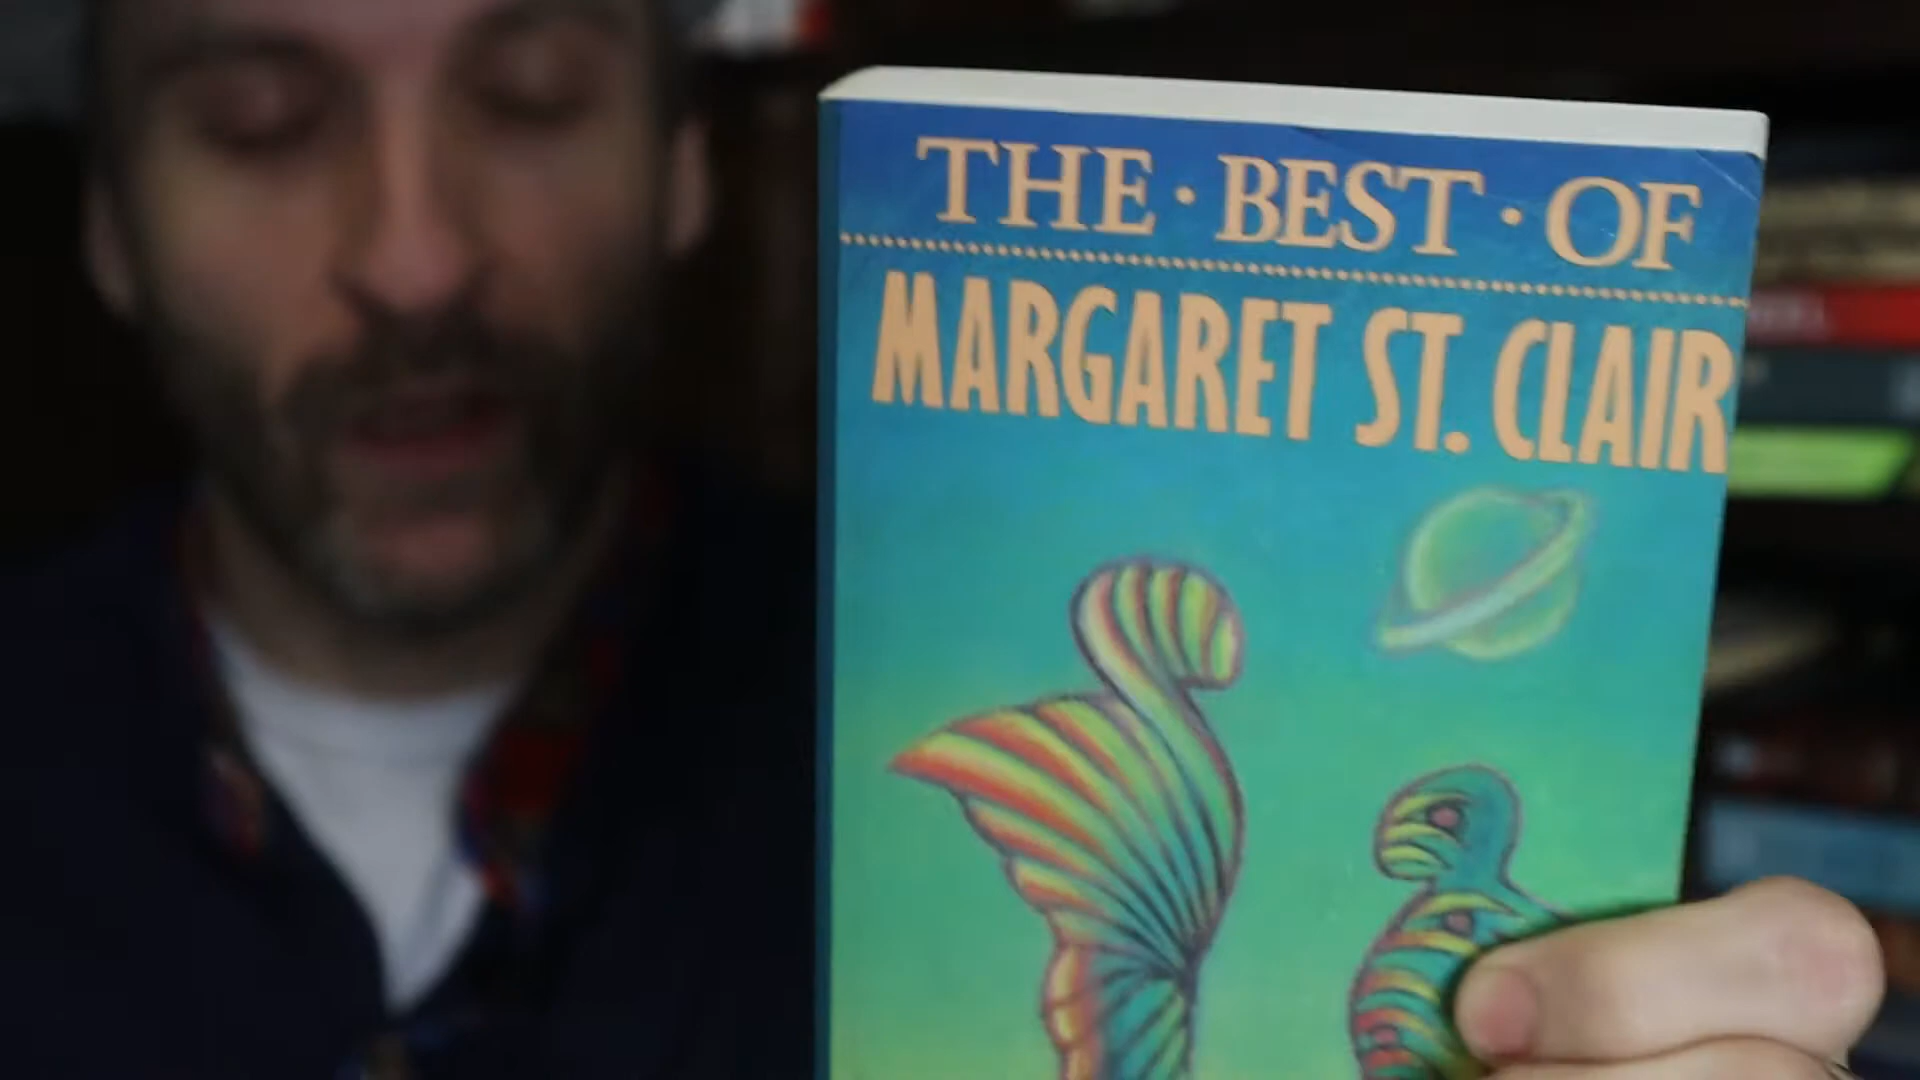 THE · BEST · OF
MARGARET ST. CLAIR